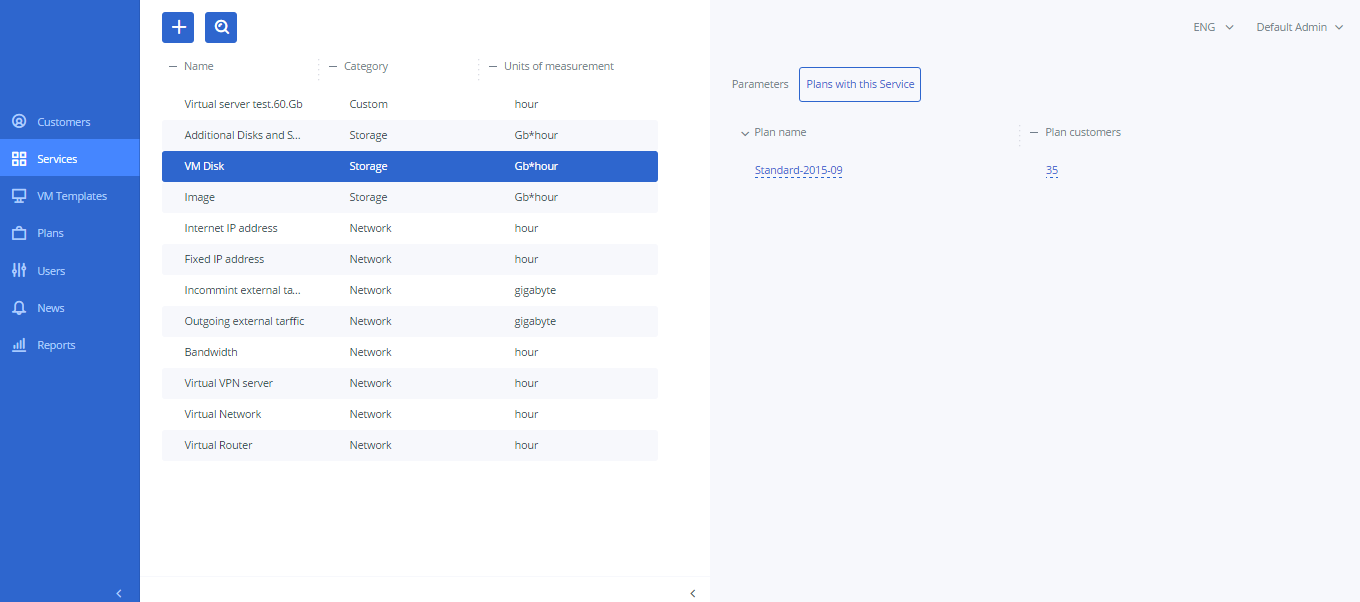 Customers
Services
VM Templates
Plans
Users
News
Reports
Name Category Units of measurement
Virtual server test.60.Gb Custom hour
Additional Disks and S... Storage Gb*hour
VM Disk Storage Gb*hour
Image Storage Gb*hour
Internet IP address Network hour
Fixed IP address Network hour
Incommint external ta... Network gigabyte
Outgoing external tarffic Network gigabyte
Bandwidth Network hour
Virtual VPN server Network hour
Virtual Network Network hour
Virtual Router Network hour
ENG Default Admin
Parameters Plans with this Service
Plan name Plan customers
Standard-2015-09 35